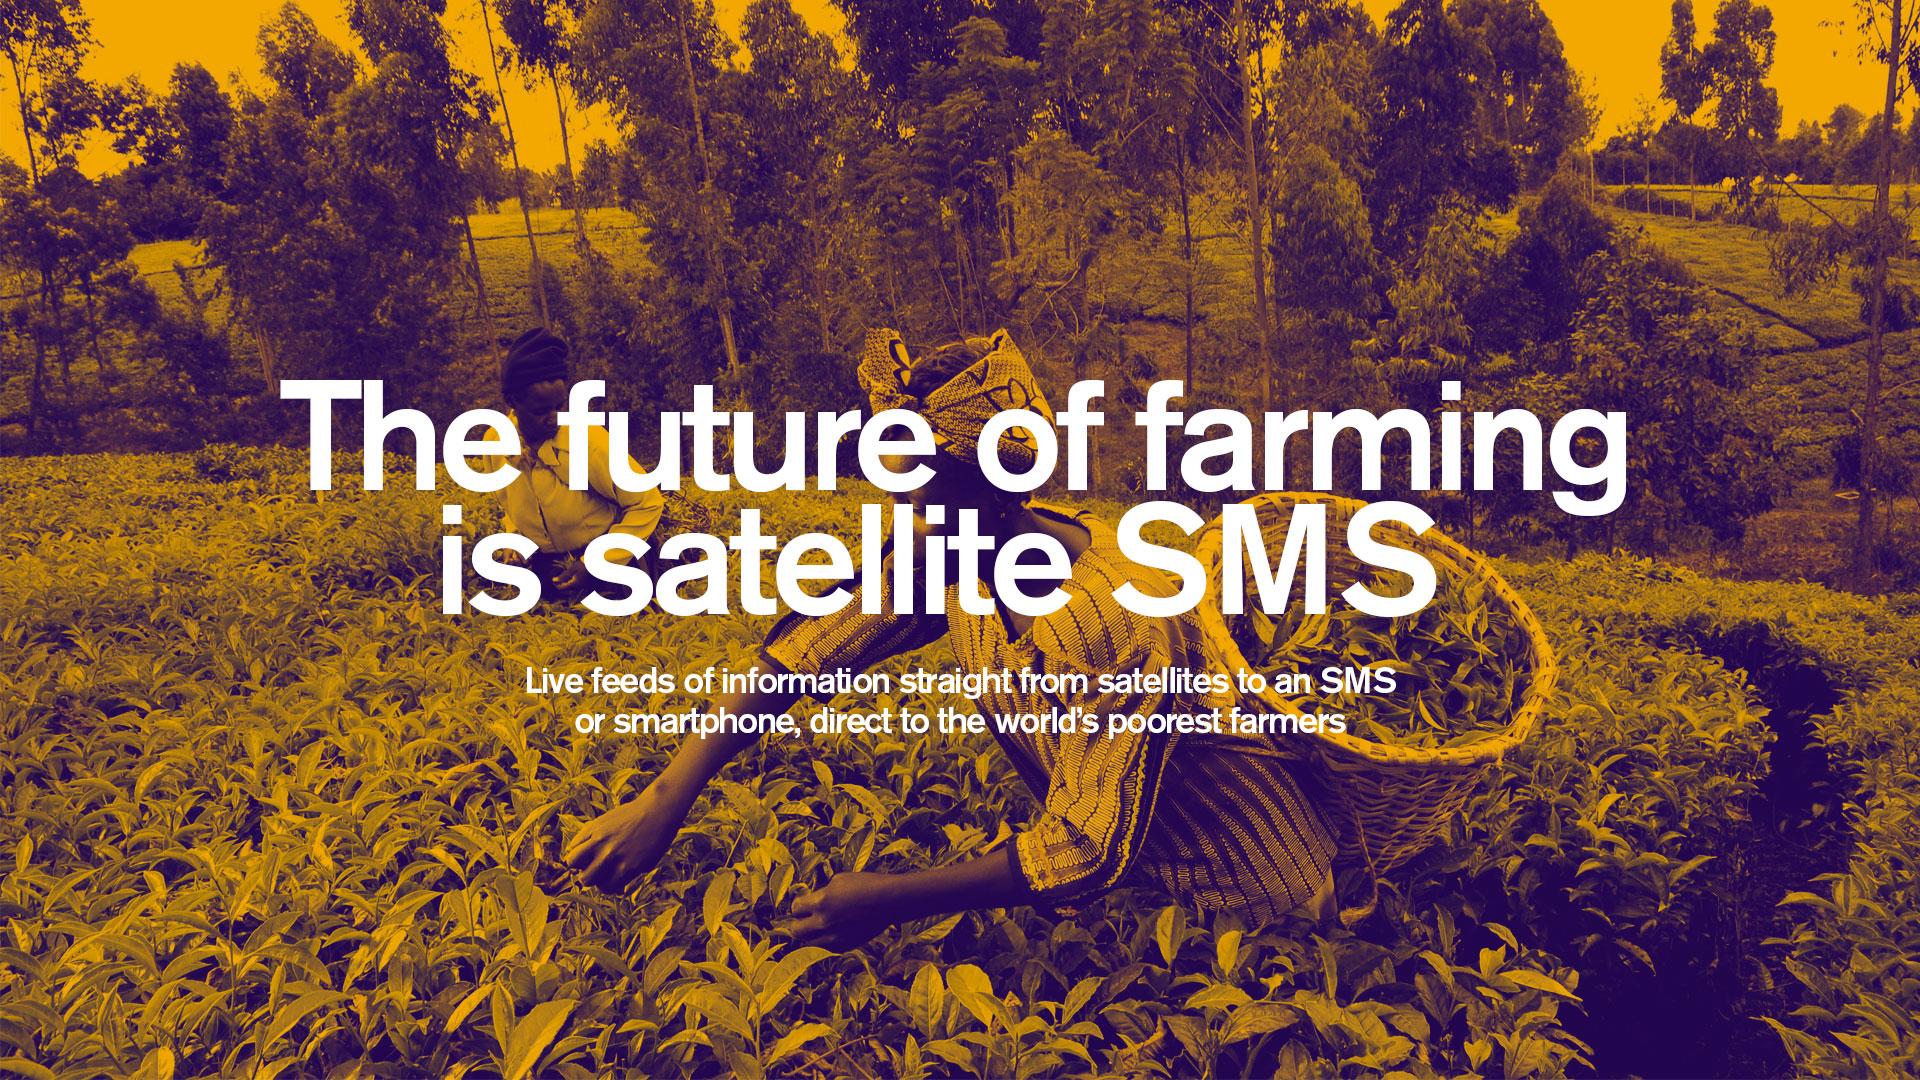 The future of farming
is satellite SMS
Live feeds of information straight from satellites to an SMS
or smartphone, direct to the world’s poorest farmers